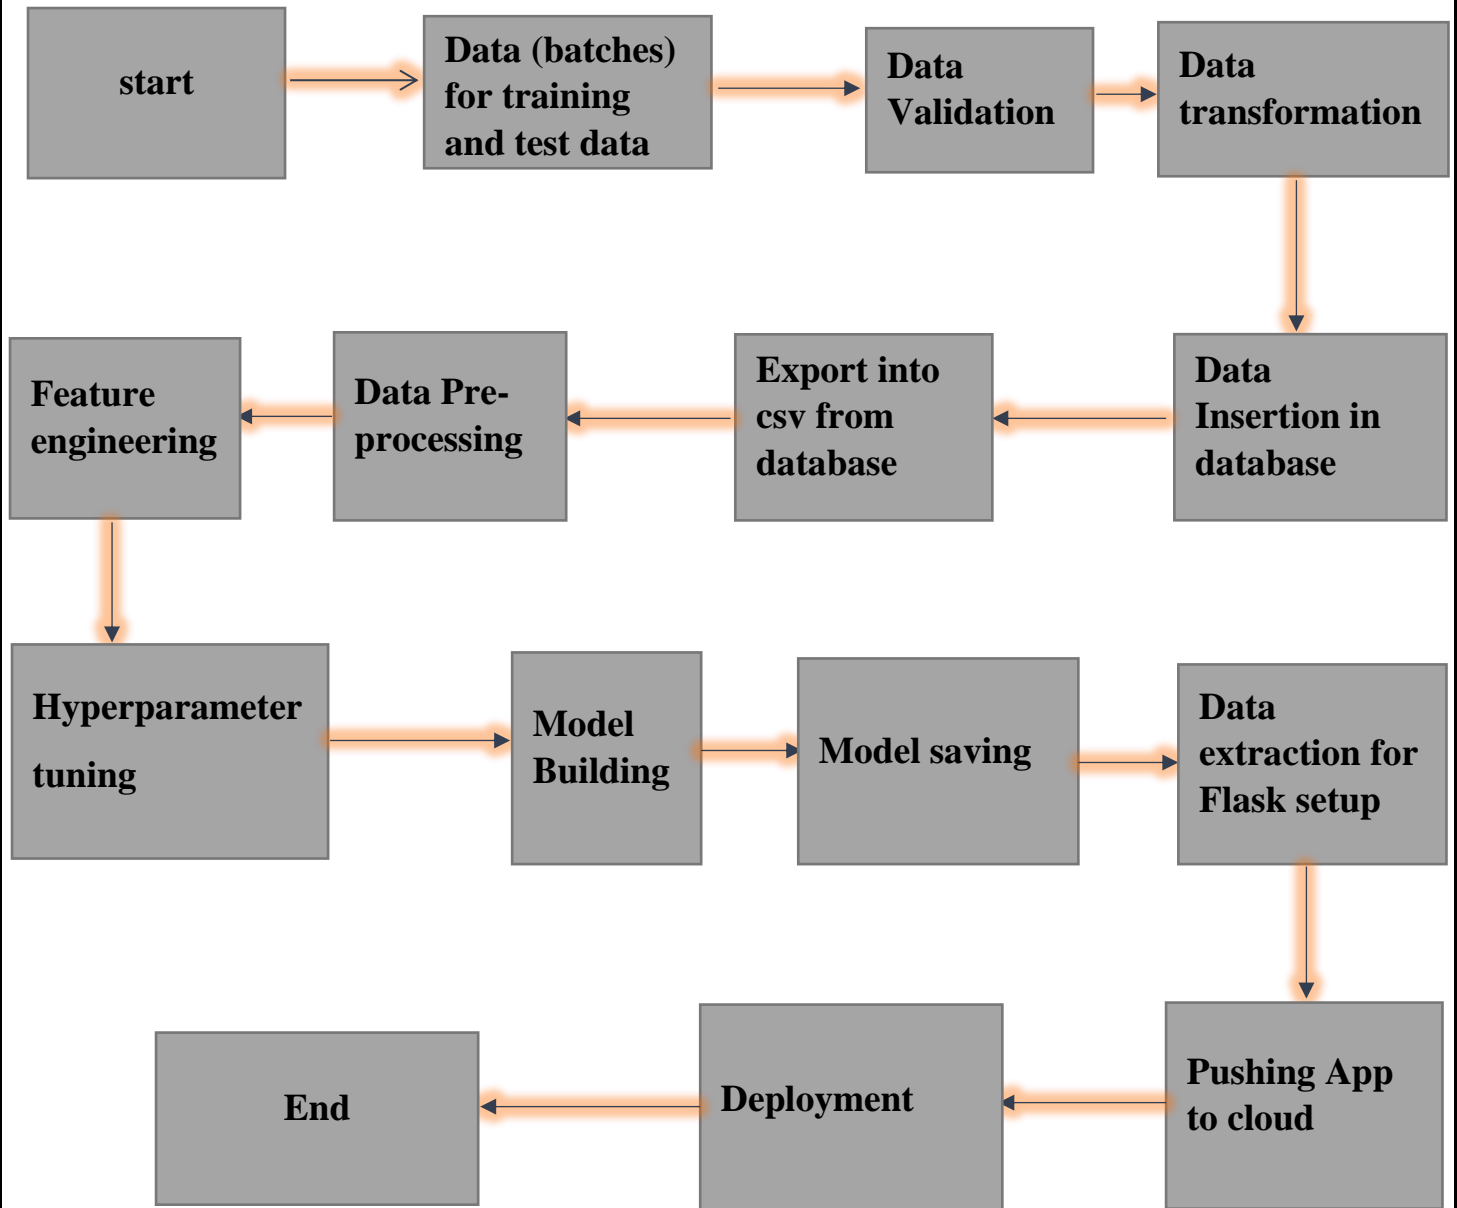 start
Data (batches)
for training
and test data
Data
Validation
Data
transformation
Data
Insertion in
database
Export into
csv from
database
Data Pre-
processing
Feature
engineering
Hyperparameter
tuning
Model
Building
Model saving
Data
extraction for
Flask setup
Pushing App
to cloud
Deployment
End